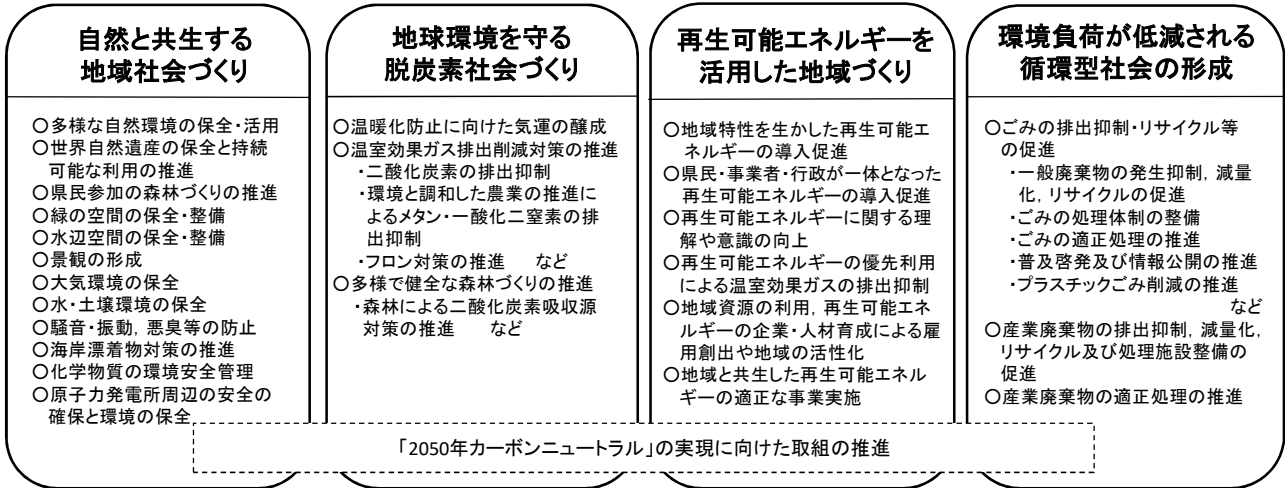 自然と共生する
地域社会づくり
〇多様な自然環境の保全・活用
〇世界自然遺産の保全と持続
可能な利用の推進
〇県民参加の森林づくりの推進
〇緑の空間の保全・整備
〇水辺空間の保全・整備
〇景観の形成
〇大気環境の保全
〇水・土壌環境の保全
〇騒音・振動，悪臭等の防止
〇海岸漂着物対策の推進
〇化学物質の環境安全管理
〇原子力発電所周辺の安全の
確保と環境の保全
地球環境を守る
脱炭素社会づくり
〇温暖化防止に向けた気運の醸成
〇温室効果ガス排出削減対策の推進
・二酸化炭素の排出抑制
・環境と調和した農業の推進に
よるメタン・一酸化二窒素の排
出抑制
・フロン対策の推進　　など
〇多様で健全な森林づくりの推進
・森林による二酸化炭素吸収源
対策の推進　　など
再生可能エネルギーを
活用した地域づくり
〇地域特性を生かした再生可能エ
ネルギーの導入促進
〇県民・事業者・行政が一体となった
再生可能エネルギーの導入促進
〇再生可能エネルギーに関する理
解や意識の向上
〇再生可能エネルギーの優先利用
による温室効果ガスの排出抑制
〇地域資源の利用，再生可能エネ
ルギーの企業・人材育成による雇
用創出や地域の活性化
〇地域と共生した再生可能エネル
ギーの適正な事業実施
環境負荷が低減される
循環型社会の形成
〇ごみの排出抑制・リサイクル等
の促進
・一般廃棄物の発生抑制，減量
化，リサイクルの促進
・ごみの処理体制の整備
・ごみの適正処理の推進
・普及啓発及び情報公開の推進
・プラスチックごみ削減の推進
など
〇産業廃棄物の排出抑制，減量化，
リサイクル及び処理施設整備の
促進
〇産業廃棄物の適正処理の推進
「2050年カーボンニュートラル」の実現に向けた取組の推進